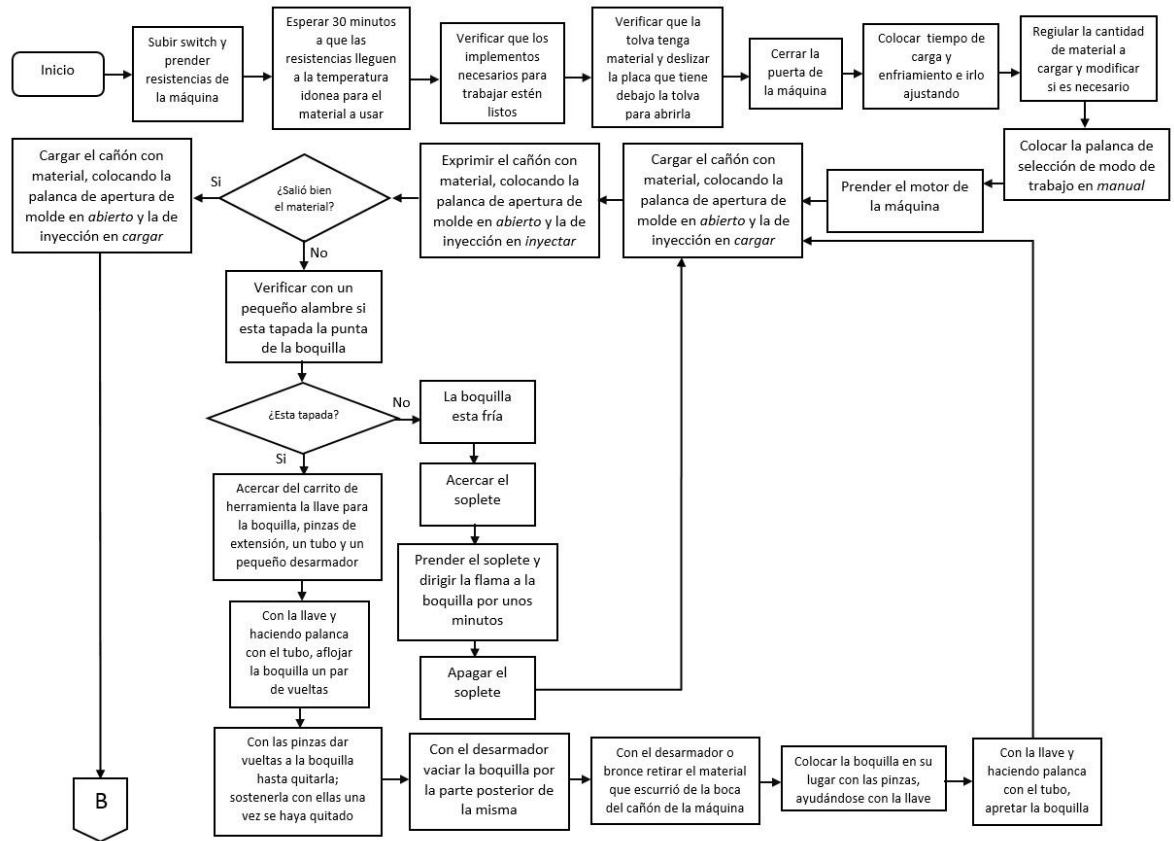 Inicio
Subir switch y
prender
resistencias de
la máquina
Esperar 30 minutos
a que las
resistencias lleguen
a la temperatura
idonea para el
material a usar
Verificar que los
implementos
necesarios para
trabajar estén
listos
Verificar que la
tolva tenga
material y deslizar
la placa que tiene
debajo la tolva
para abrirla
Cerrar la
puerta de la
máquina
Colocar tiempo de
carga y
enfriamiento e irlo
ajustando
Regiular la cantidad
de material a
cargar y modificar
si es necesario
Colocar la palanca de
selección de modo de
trabajo en manual
Prender el motor de
la máquina
Cargar el cañón con
material, colocando la
palanca de apertura de
molde en abierto y la de
inyección en cargar
Exprimir el cañón con
material, colocando la
palanca de apertura de
molde en abierto y la de
inyección en inyectar
¿Salió bien
el material?
Si
Cargar el cañón con
material, colocando la
palanca de apertura de
molde en abierto y la de
inyección en cargar
No
Verificar con un
pequeño alambre si
esta tapada la punta
de la boquilla
¿Esta tapada?
No
La boquilla
esta fría
Acercar el
soplete
Prender el soplete y
dirigir la flama a la
boquilla por unos
minutos
Apagar el
soplete
Si
Acercar del carrito de
herramienta la llave para
la boquilla, pinzas de
extensión, un tubo y un
pequeño desarmador
Con la llave y
haciendo palanca
con el tubo, aflojar
la boquilla un par
de vueltas
Con las pinzas dar
vueltas a la boquilla
hasta quitarla;
sostenerla con ellas una
vez se haya quitado
Con el desarmador
vaciar la boquilla por
la parte posterior de
la misma
Con el desarmador o
bronce retirar el material
que escurrió de la boca
del cañón de la máquina
Colocar la boquilla en su
lugar con las pinzas,
ayudándose con la llave
Con la llave y
haciendo palanca
con el tubo,
apretar la boquilla
B